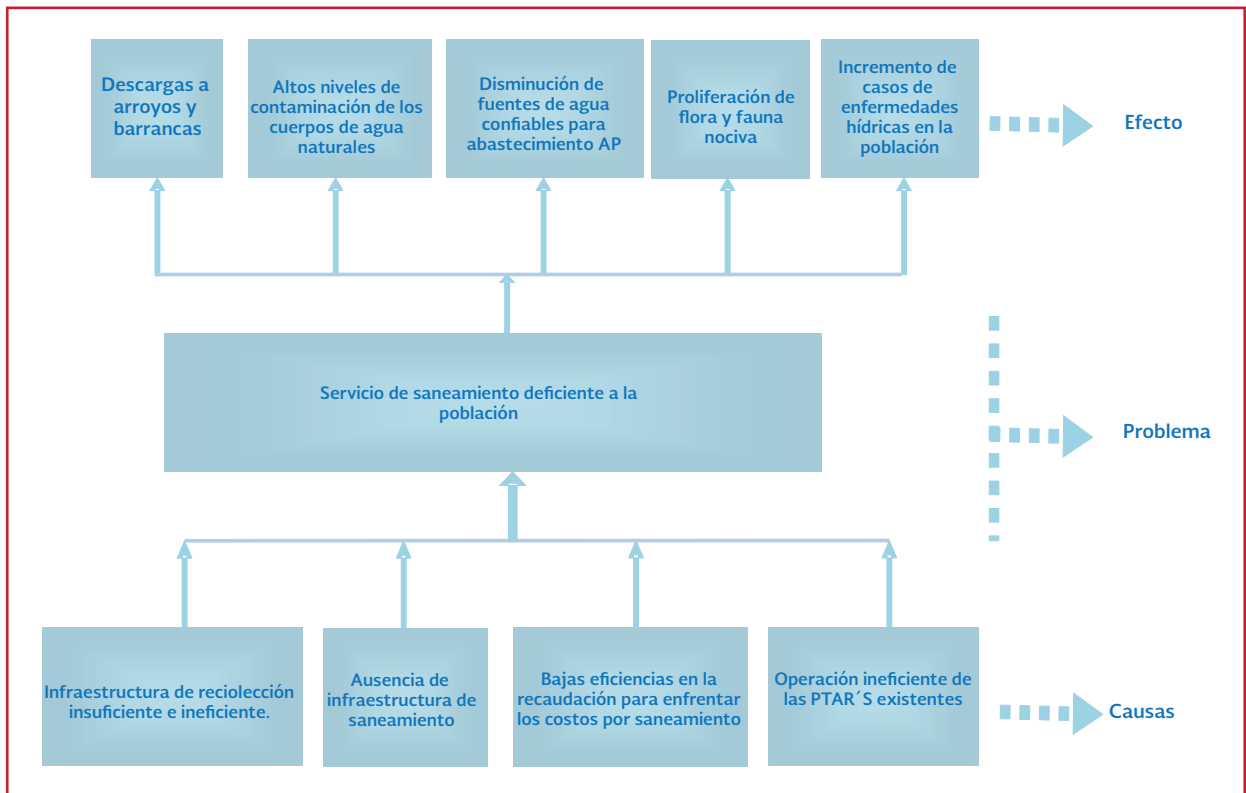 Descargas a
arroyos y
barrancas
Altos niveles de
contaminación de los
cuerpos de agua
naturales
Disminución de
fuentes de agua
confiables para
abastecimiento AP
Proliferación de
flora y fauna
nociva
Incremento de
casos de
enfermedades
hídricas en la
población
Efecto
Servicio de saneamiento deficiente a la
población
Problema
Infraestructura de reciolección
insuficiente e ineficiente.
Ausencia de
infraestructura de
saneamiento
Bajas eficiencias en la
recaudación para enfrentar
los costos por saneamiento
Operación ineficiente de
las PTAR´S existentes
Causas